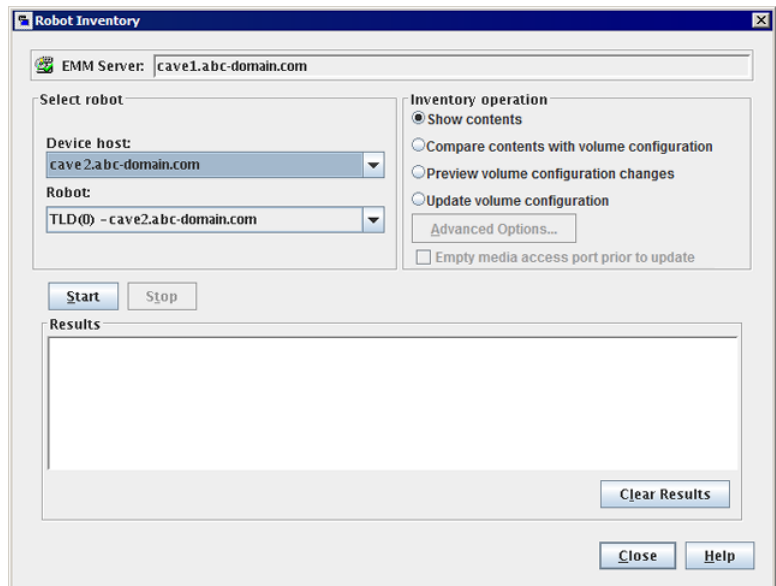 Robot Inventory
EMM Server: cave1.abc-domain.com
Select robot
Device host:
cave2.abc-domain.com
Robot:
TLD(0) - cave2.abc-domain.com
Inventory operation
Show contents
Compare contents with volume configuration
Preview volume configuration changes
Update volume configuration
Advanced Options...
Empty media access port prior to update
Start Stop
Results
Clear Results
Close Help